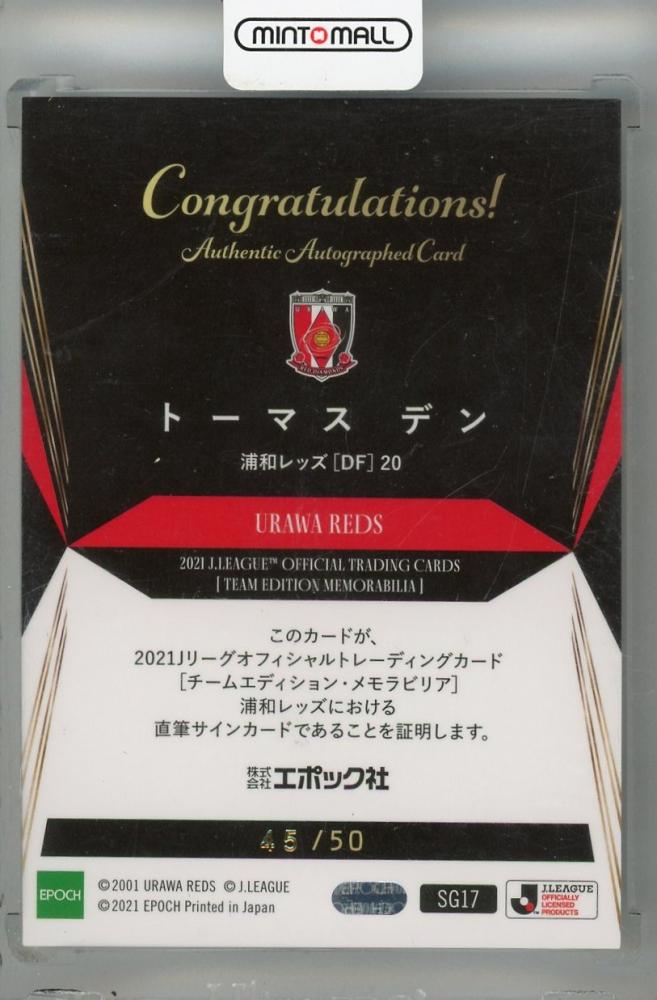 MINTOMALL
Congratulations!
Authentic Autographed Card
URAWA
RED DIAMONDS
トーマス デン
浦和レッズ [DF] 20
URAWA REDS
2021 J.LEAGUE™ OFFICIAL TRADING CARDS
[ TEAM EDITION MEMORABILIA ]
このカードが、
2021Jリーグオフィシャルトレーディングカード
[チームエディション・メモラビリア]
浦和レッズにおける
直筆サインカードであることを証明します。
株式会社エポック社
45/50
EPOCH
©2001 URAWA REDS ©J.LEAGUE
©2021 EPOCH Printed in Japan
SG17
J.LEAGUE
OFFICIALLY
LICENSED
PRODUCTS